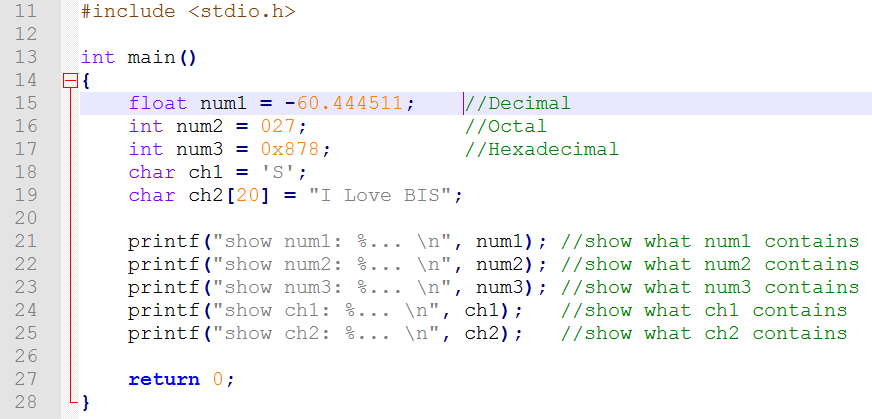 11 #include <stdio.h>
12
13 int main()
14 {
15     float num1 = -60.444511;    //Decimal
16     int num2 = 027;             //Octal
17     int num3 = 0x878;           //Hexadecimal
18     char ch1 = 'S';
19     char ch2[20] = "I Love BIS";
20
21     printf("show num1: %... \n", num1); //show what num1 contains
22     printf("show num2: %... \n", num2); //show what num2 contains
23     printf("show num3: %... \n", num3); //show what num3 contains
24     printf("show ch1: %... \n", ch1);   //show what ch1 contains
25     printf("show ch2: %... \n", ch2);   //show what ch2 contains
26
27     return 0;
28 }